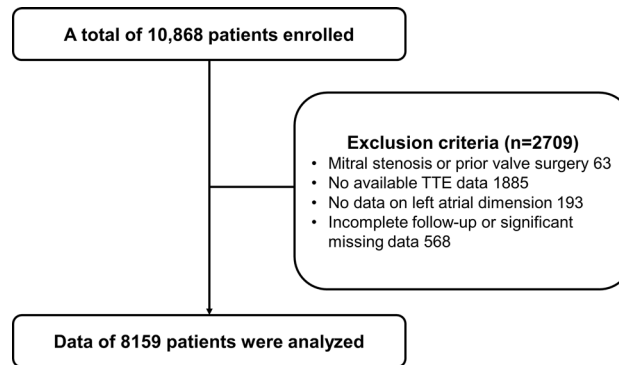 A total of 10,868 patients enrolled
Exclusion criteria (n=2709)
• Mitral stenosis or prior valve surgery 63
• No available TTE data 1885
• No data on left atrial dimension 193
• Incomplete follow-up or significant
missing data 568
Data of 8159 patients were analyzed